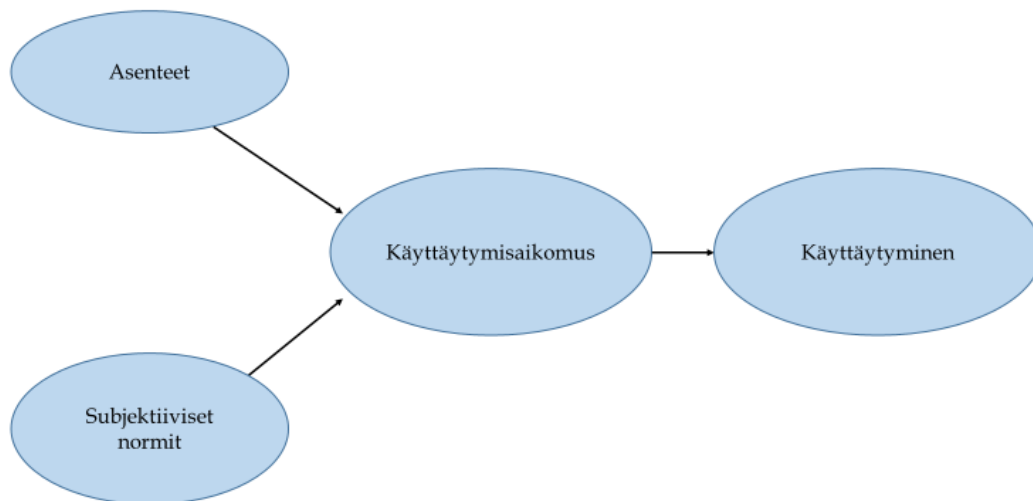 Asenteet
Käyttäytymisaikomus
Käyttäytyminen
Subjektiiviset
normit